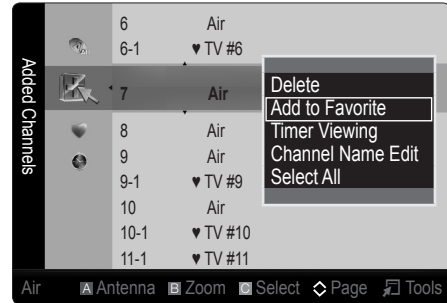 Added Channels
6 Air
6-1 ♥ TV #6
7 Air
8 Air
9 Air
9-1 ♥ TV #9
10 Air
10-1 ♥ TV #10
11-1 ♥ TV #11
Delete
Add to Favorite
Timer Viewing
Channel Name Edit
Select All
Air A Antenna B Zoom C Select Page Tools